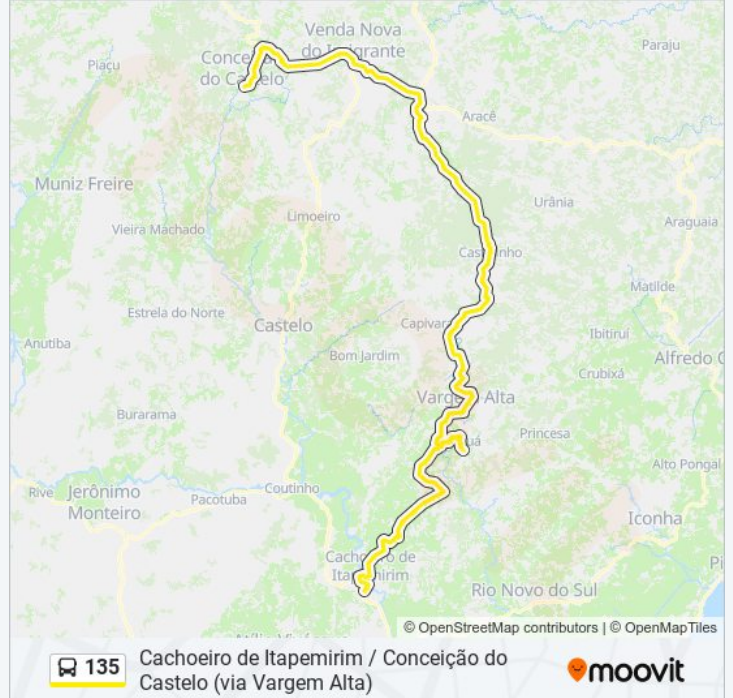 Venda Nova
do Imigrante
Paraju
Piaçu
Conceição
do Castelo
Aracê
Muniz Freire
Urânia
Limoeiro
Vieira Machado
Araguaia
Castelinho
Matilde
Estrela do Norte
Castelo
Capivara
Ibitiruí
Anutiba
Bom Jardim
Alfredo C
Crubixá
Vargem Alta
Burarama
Princesa
uá
Alto Pongal
Rive
Jerônimo
Monteiro
Coutinho
Pacotuba
Iconha
Cachoeiro de
Itapemirim
Pi
Rio Novo do Sul
© OpenStreetMap contributors | © OpenMapTiles
135
Cachoeiro de Itapemirim / Conceição do
Castelo (via Vargem Alta)
moovit